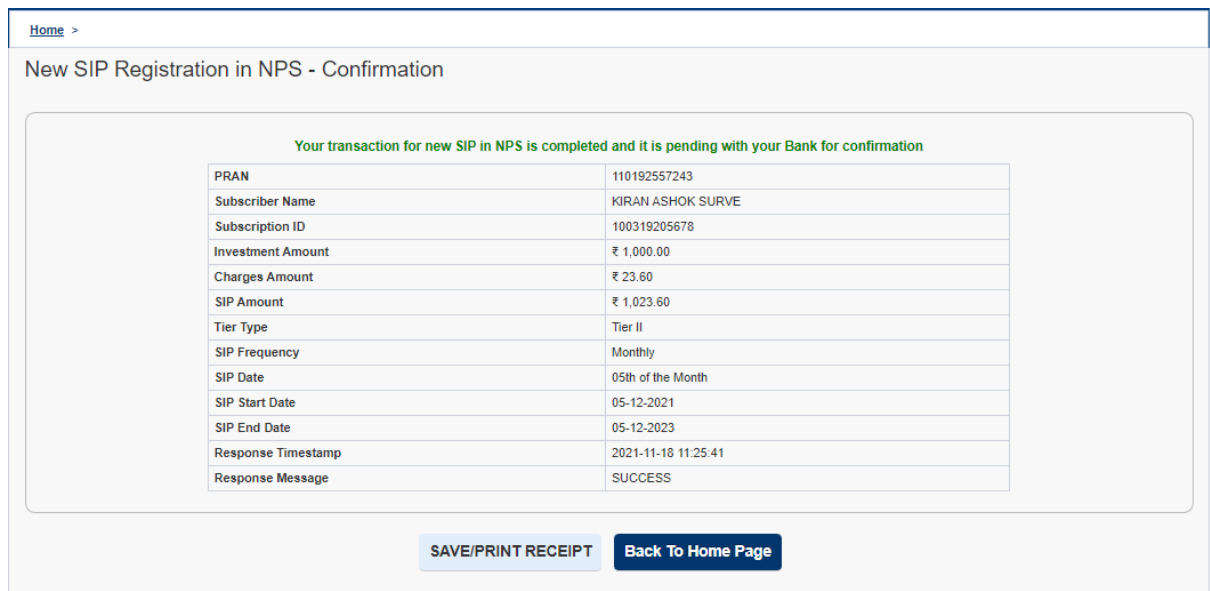 Home >
New SIP Registration in NPS - Confirmation
Your transaction for new SIP in NPS is completed and it is pending with your Bank for confirmation
PRAN 110192557243
Subscriber Name KIRAN ASHOK SURVE
Subscription ID 100319205678
Investment Amount ₹ 1,000.00
Charges Amount ₹ 23.60
SIP Amount ₹ 1,023.60
Tier Type Tier II
SIP Frequency Monthly
SIP Date 05th of the Month
SIP Start Date 05-12-2021
SIP End Date 05-12-2023
Response Timestamp 2021-11-18 11:25:41
Response Message SUCCESS
SAVE/PRINT RECEIPT Back To Home Page